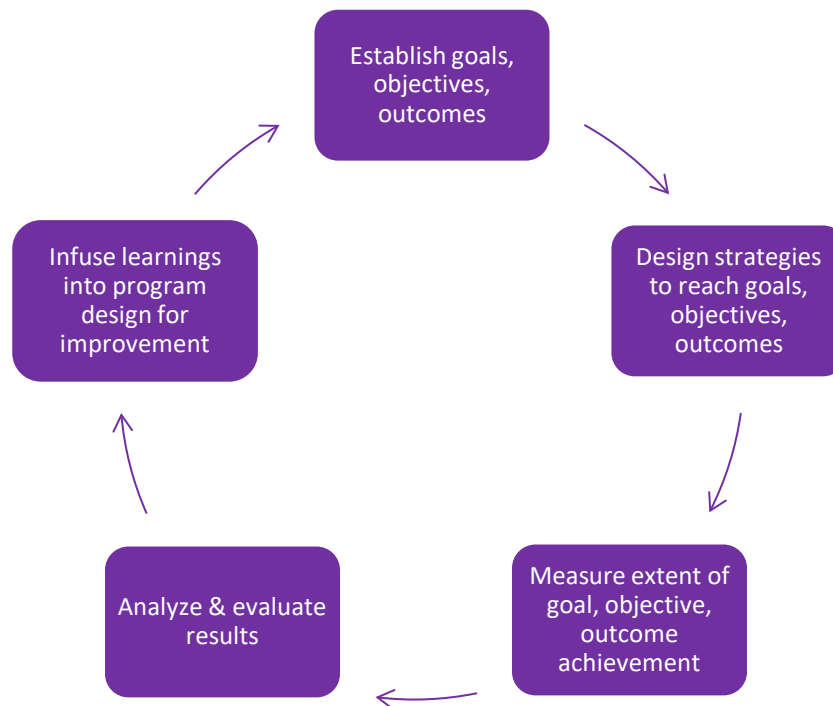 Establish goals,
objectives,
outcomes
Design strategies
to reach goals,
objectives,
outcomes
Measure extent of
goal, objective,
outcome
achievement
Analyze & evaluate
results
Infuse learnings
into program
design for
improvement